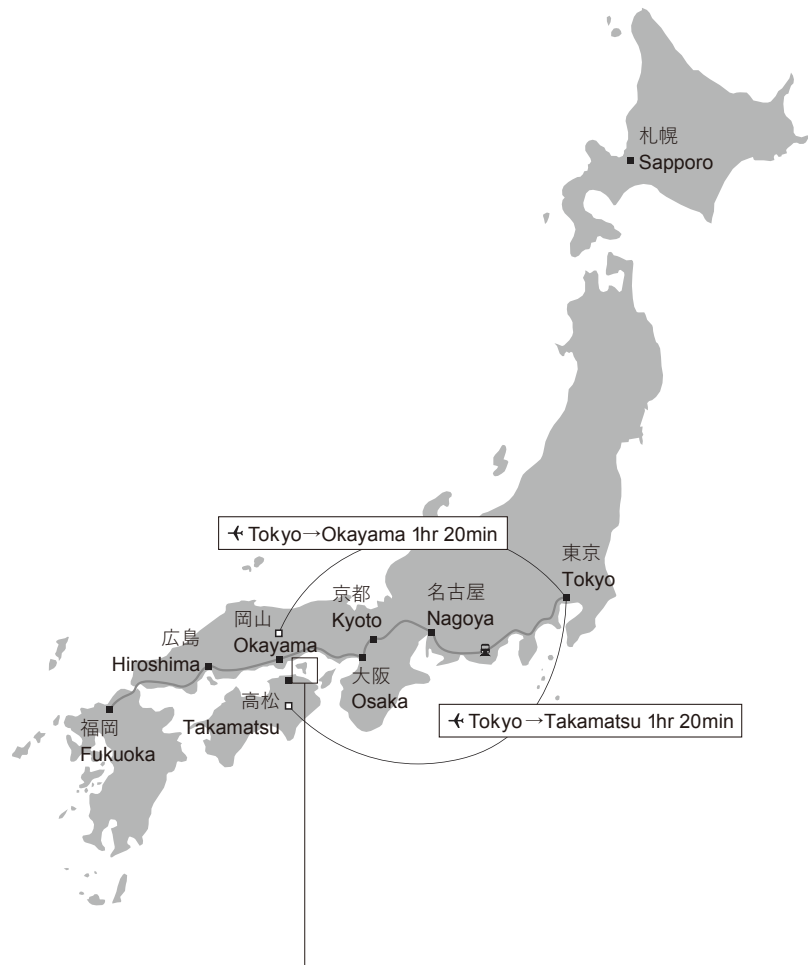 札幌
Sapporo
Tokyo→Okayama 1hr 20min
東京
Tokyo
京都
Kyoto
名古屋
Nagoya
岡山
Okayama
広島
Hiroshima
大阪
Osaka
高松
Takamatsu
Tokyo→Takamatsu 1hr 20min
福岡
Fukuoka